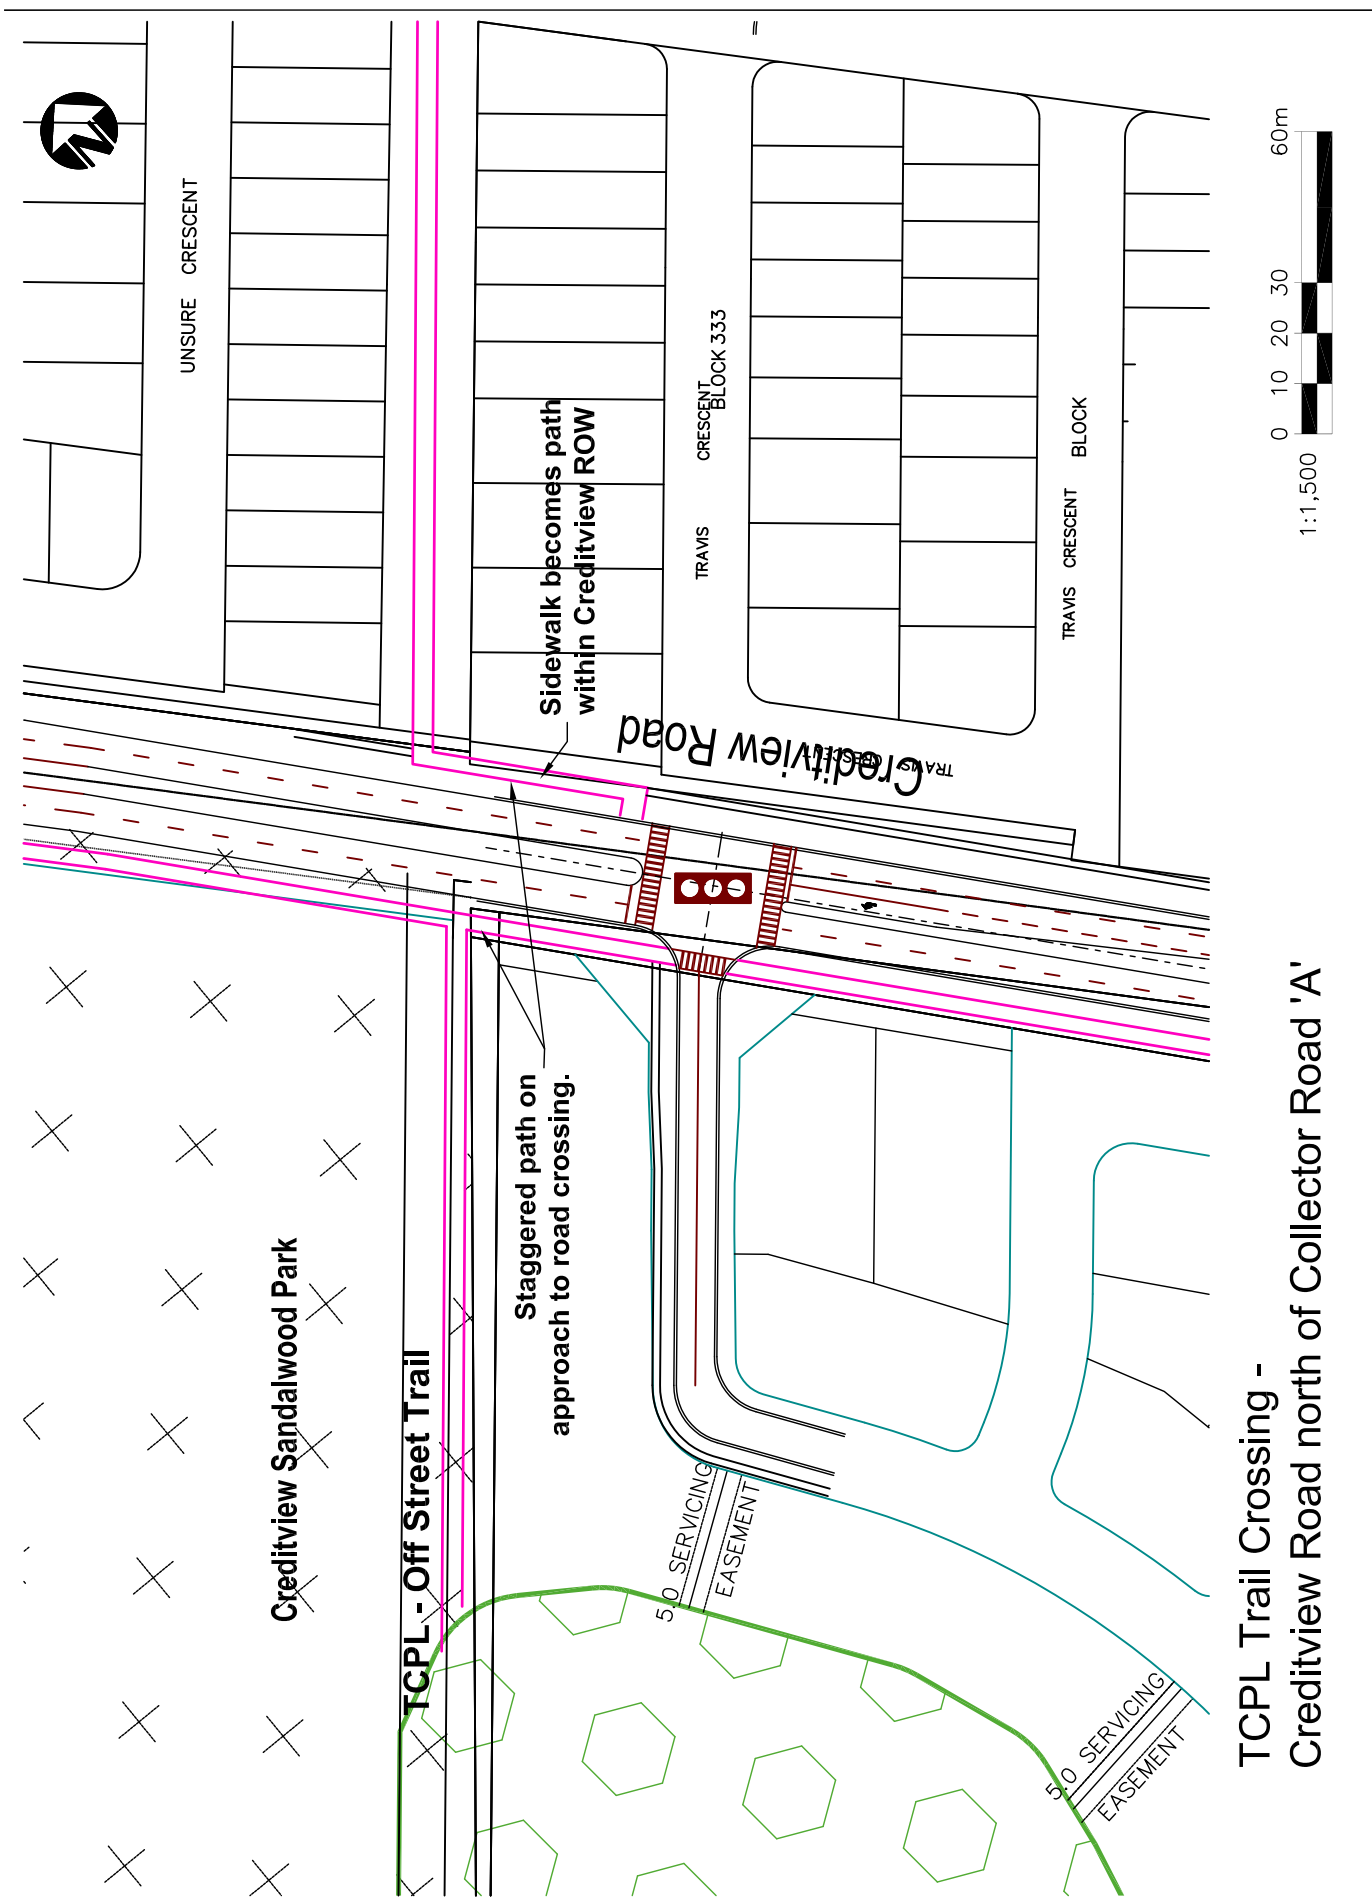 UNSURE CRESCENT
Sidewalk becomes path
within Creditview ROW
TRAVIS CRESCENT
BLOCK 333
TRAVIS CRESCENT
BLOCK
Creditview Road
TRAVIS
CRESCENT
Creditview Sandalwood Park
TCPL - Off Street Trail
Staggered path on
approach to road crossing.
5.0 SERVICING
EASEMENT
5.0 SERVICING
EASEMENT
1:1,500
0 10 20 30 60m
TCPL Trail Crossing -
Creditview Road north of Collector Road 'A'
N